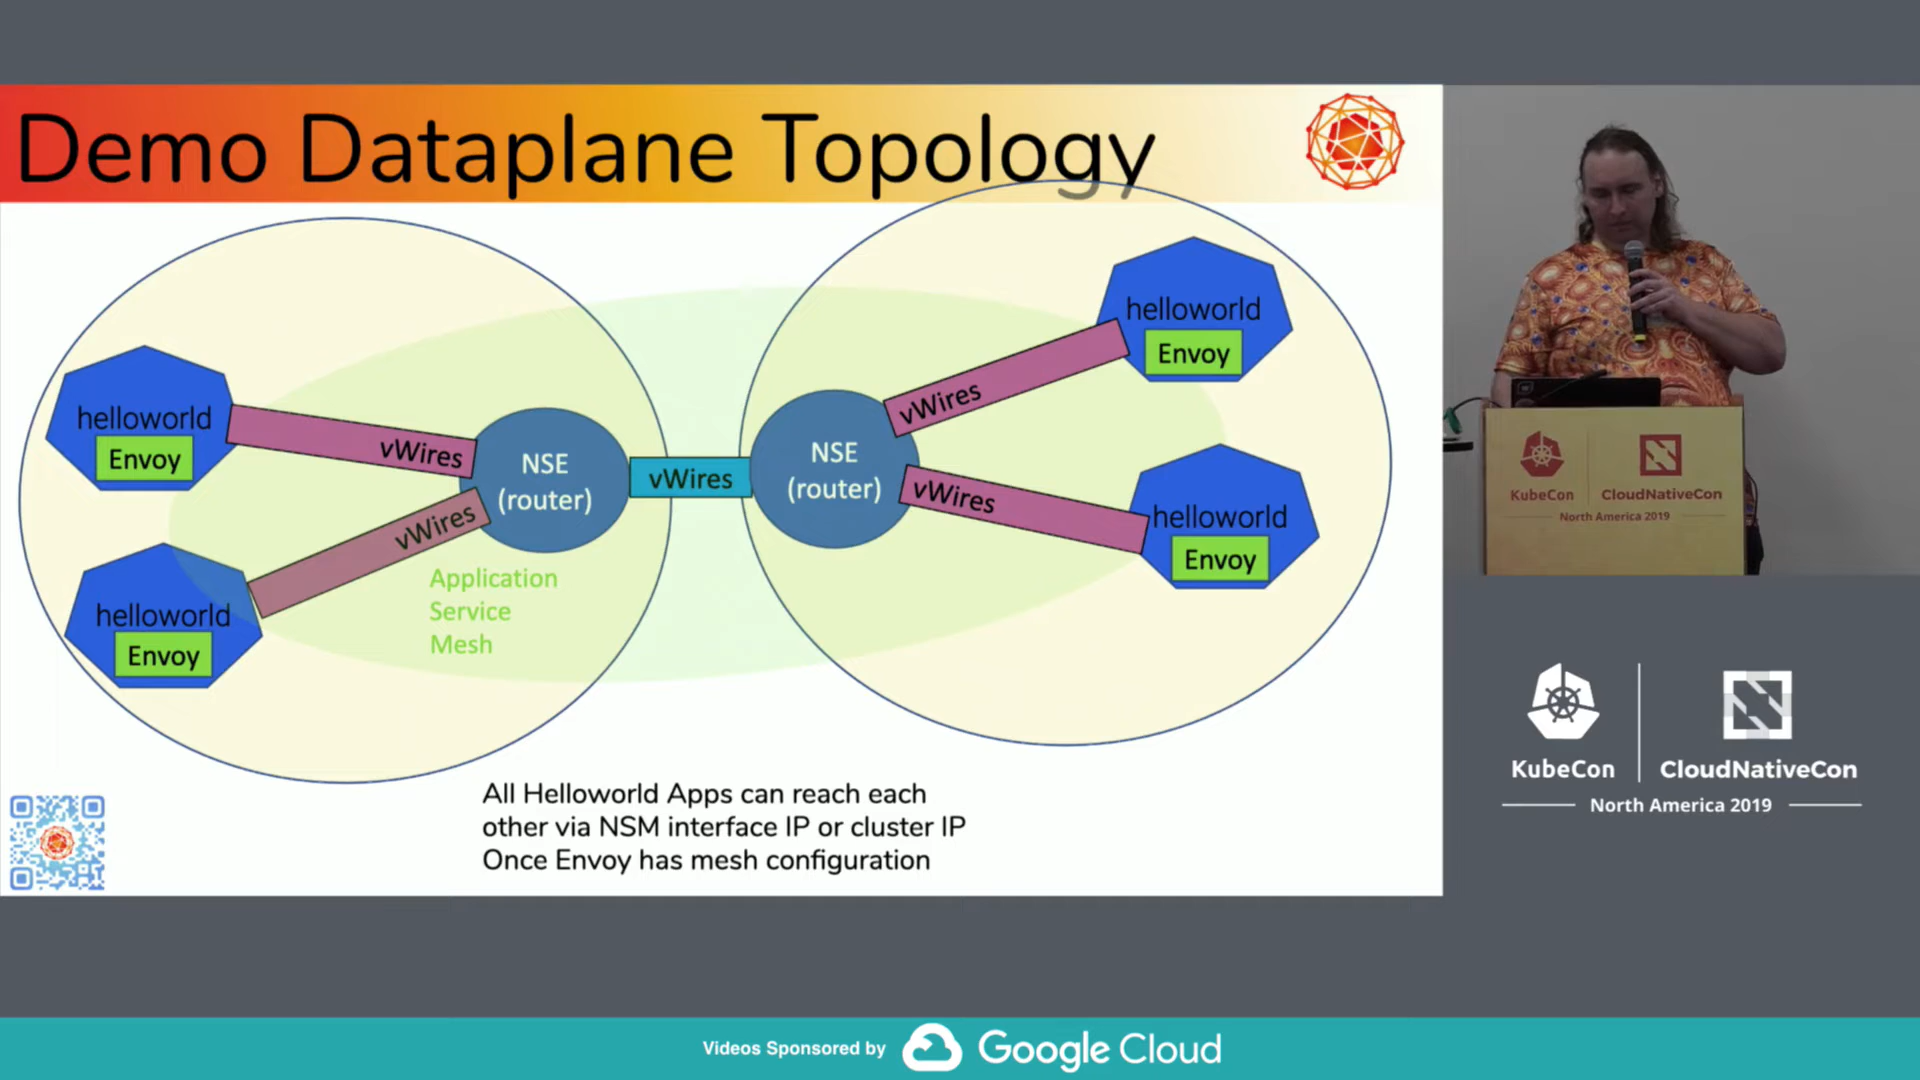 Demo Dataplane Topology
helloworld
Envoy
vWires
helloworld
Envoy
vWires
NSE
(router)
Application
Service
Mesh
vWires
NSE
(router)
vWires
helloworld
Envoy
vWires
helloworld
Envoy
All Helloworld Apps can reach each
other via NSM interface IP or cluster IP
Once Envoy has mesh configuration
KubeCon
CloudNativeCon
North America 2019
KubeCon
CloudNativeCon
North America 2019
Videos Sponsored by
Google Cloud